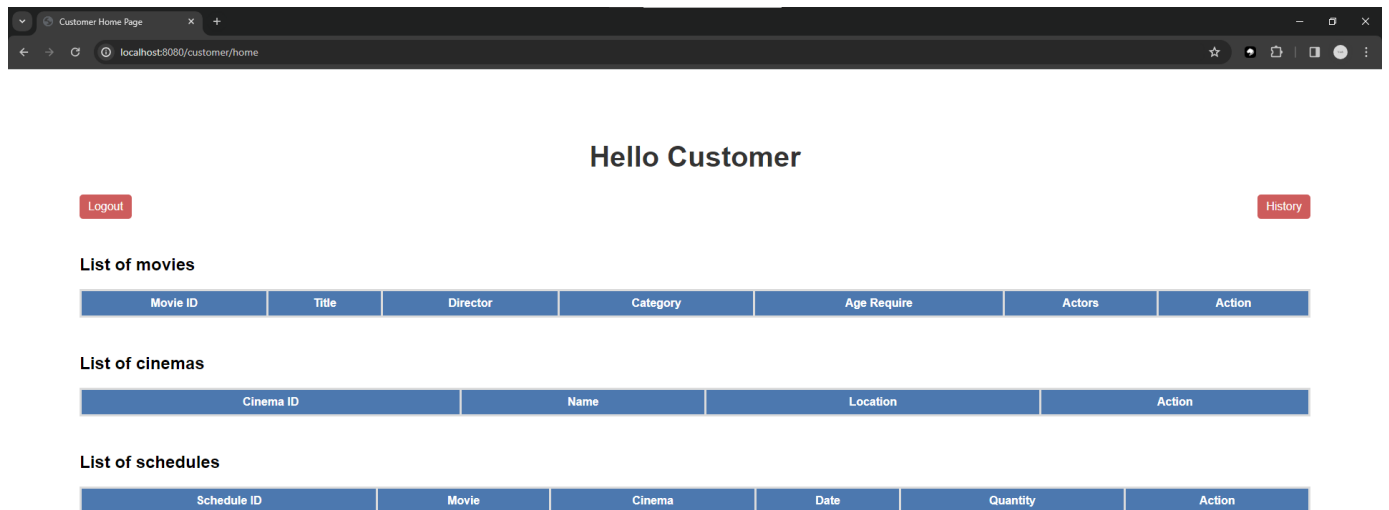 Customer Home Page
localhost:8080/customer/home
Hello Customer
Logout History
List of movies
Movie ID Title Director Category Age Require Actors Action
List of cinemas
Cinema ID Name Location Action
List of schedules
Schedule ID Movie Cinema Date Quantity Action